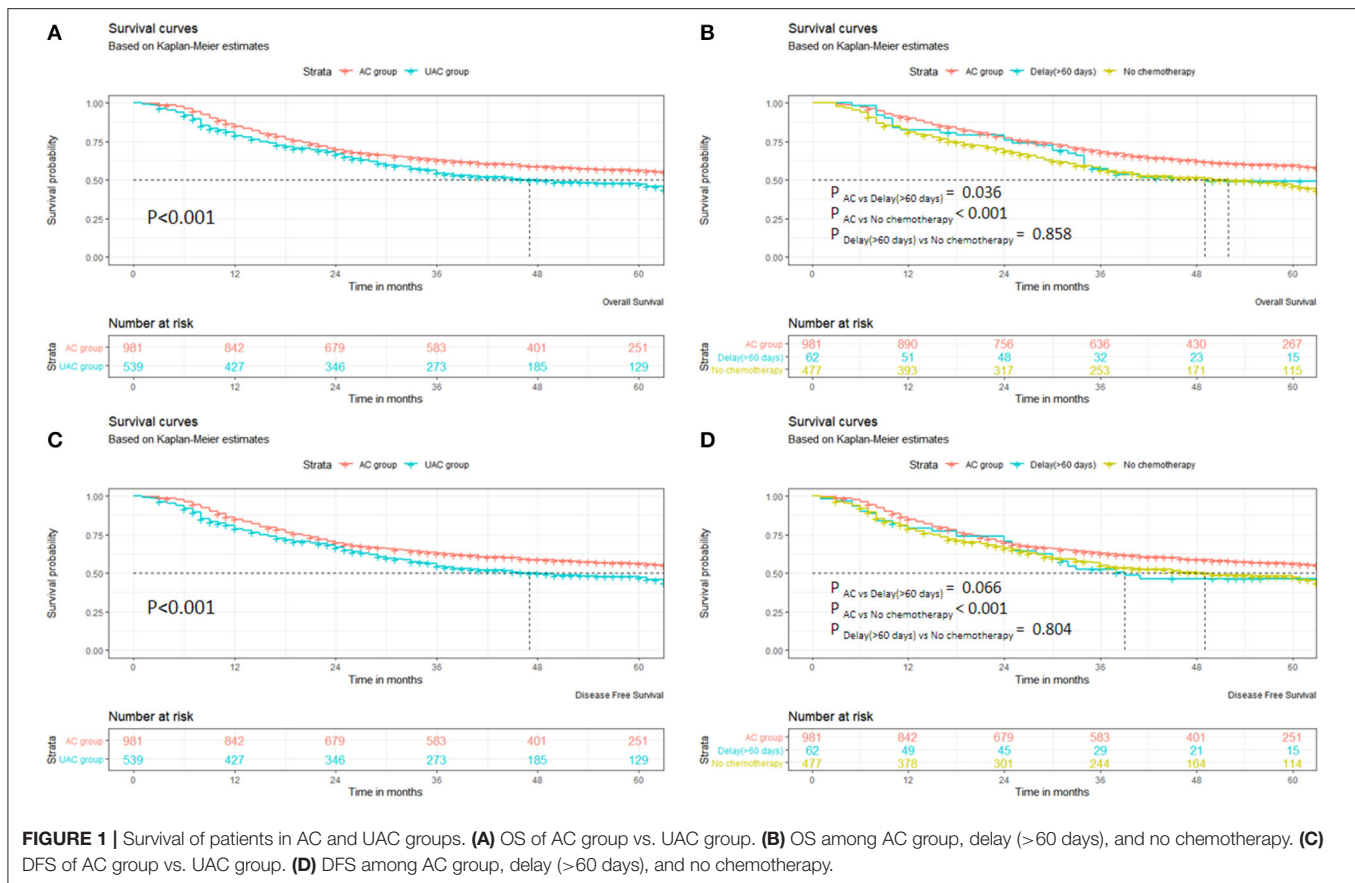 A
Survival curves
Based on Kaplan-Meier estimates
Strata AC group UAC group
1.00
0.75
0.50
0.25
0.00
Survival probability
P<0.001
0 12 24 36 48 60
Time in months
Overall Survival
Number at risk
Strata
AC group 981 842 679 583 401 251
UAC group 539 427 346 273 185 129
0 12 24 36 48 60
Time in months
B
Survival curves
Based on Kaplan-Meier estimates
Strata AC group Delay(>60 days) No chemotherapy
1.00
0.75
0.50
0.25
0.00
Survival probability
P AC vs Delay(>60 days) = 0.036
P AC vs No chemotherapy < 0.001
P Delay(>60 days) vs No chemotherapy = 0.858
0 12 24 36 48 60
Time in months
Overall Survival
Number at risk
Strata
AC group 981 890 756 636 430 267
Delay(>60 days) 62 51 48 32 23 15
No chemotherapy 477 393 317 253 171 115
0 12 24 36 48 60
Time in months
C
Survival curves
Based on Kaplan-Meier estimates
Strata AC group UAC group
1.00
0.75
0.50
0.25
0.00
Survival probability
P<0.001
0 12 24 36 48 60
Time in months
Disease Free Survival
Number at risk
Strata
AC group 981 842 679 583 401 251
UAC group 539 427 346 273 185 129
0 12 24 36 48 60
Time in months
D
Survival curves
Based on Kaplan-Meier estimates
Strata AC group Delay(>60 days) No chemotherapy
1.00
0.75
0.50
0.25
0.00
Survival probability
P AC vs Delay(>60 days) = 0.066
P AC vs No chemotherapy < 0.001
P Delay(>60 days) vs No chemotherapy = 0.804
0 12 24 36 48 60
Time in months
Disease Free Survival
Number at risk
Strata
AC group 981 842 679 583 401 251
Delay(>60 days) 62 49 45 29 21 15
No chemotherapy 477 378 301 244 164 114
0 12 24 36 48 60
Time in months
FIGURE 1 | Survival of patients in AC and UAC groups. (A) OS of AC group vs. UAC group. (B) OS among AC group, delay (>60 days), and no chemotherapy. (C)
DFS of AC group vs. UAC group. (D) DFS among AC group, delay (>60 days), and no chemotherapy.